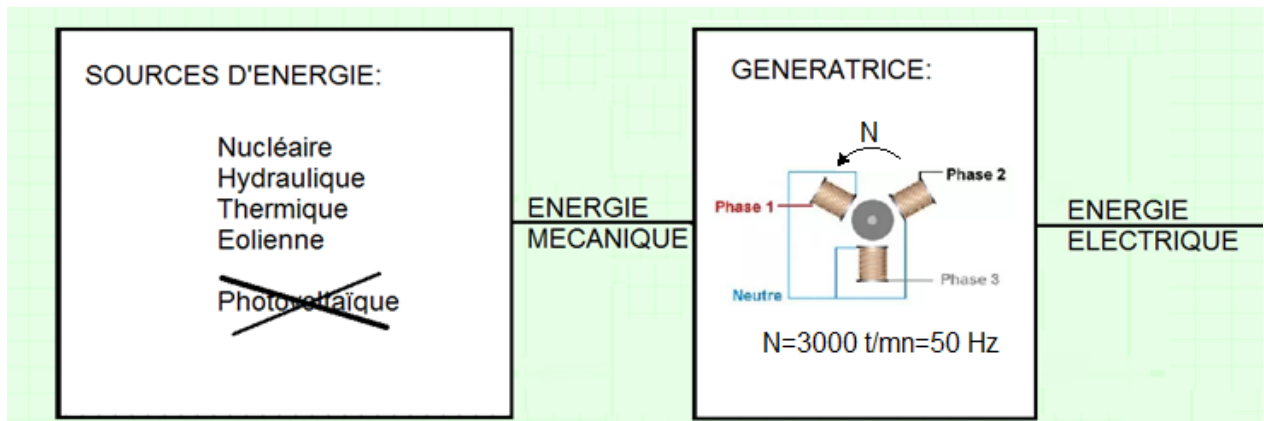 SOURCES D'ENERGIE:
Nucléaire
Hydraulique
Thermique
Eolienne
Photovoltaïque
ENERGIE
MECANIQUE
GENERATRICE:
N
Phase 1
Phase 2
Phase 3
Neutre
N=3000 t/mn=50 Hz
ENERGIE
ELECTRIQUE